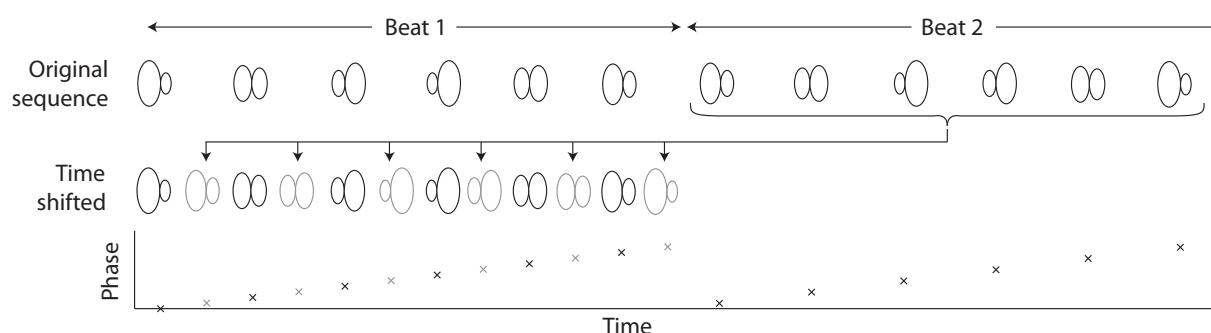 Beat 1
Beat 2
Original
sequence
Time
shifted
Phase
Time